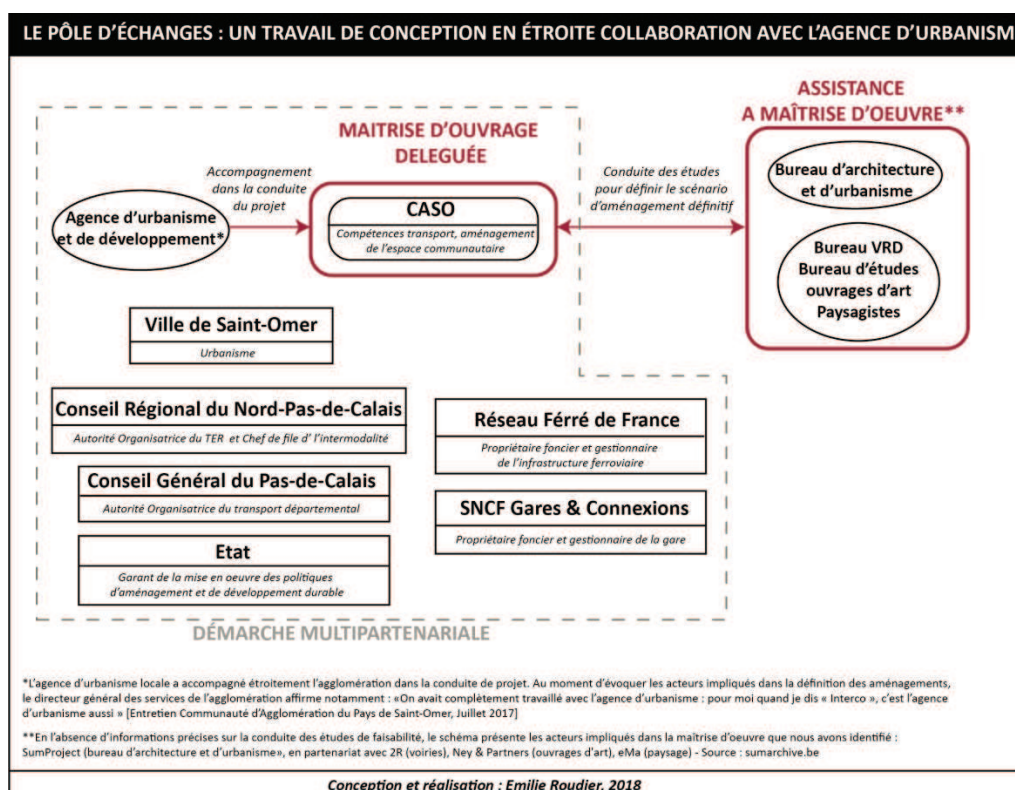 LE PÔLE D'ÉCHANGES : UN TRAVAIL DE CONCEPTION EN ÉTROITE COLLABORATION AVEC L'AGENCE D'URBANISM
ASSISTANCE
A MAÎTRISE D'OEUVRE**
MAITRISE D'OUVRAGE
DELEGUÉE
Accompagnement
dans la conduite
du projet
Conduite des études
pour définir le scénario
d'aménagement définitif
Agence d'urbanisme
et de développement*
CASO
Compétences transport, aménagement
de l'espace communautaire
Bureau d'architecture
et d'urbanisme
Bureau VRD
Bureau d'études
ouvrages d'art
Paysagistes
Ville de Saint-Omer
Urbanisme
Conseil Régional du Nord-Pas-de-Calais
Autorité Organisatrice du TER et Chef de file d' l'intermodalité
Réseau Férré de France
Propriétaire foncier et gestionnaire
de l'infrastructure ferroviaire
Conseil Général du Pas-de-Calais
Autorité Organisatrice du transport départemental
SNCF Gares & Connexions
Propriétaire foncier et gestionnaire de la gare
Etat
Garant de la mise en oeuvre des politiques
d'aménagement et de développement durable
DÉMARCHE MULTIPARTENARIALE
*L'agence d'urbanisme locale a accompagné étroitement l'agglomération dans la conduite de projet. Au moment d'évoquer les acteurs impliqués dans la définition des aménagements,
le directeur général des services de l'agglomération affirme notamment : «On avait complètement travaillé avec l'agence d'urbanisme : pour moi quand je dis « Interco », c'est l'agence
d'urbanisme aussi » [Entretien Communauté d'Agglomération du Pays de Saint-Omer, Juillet 2017]
**En l'absence d'informations précises sur la conduite des études de faisabilité, le schéma présente les acteurs impliqués dans la maîtrise d'oeuvre que nous avons identifié :
SumProject (bureau d'architecture et d'urbanisme», en partenariat avec 2R (voiries), Ney & Partners (ouvrages d'art), eMa (paysage) - Source : sumarchive.be
Conception et réalisation : Emilie Roudier, 2018